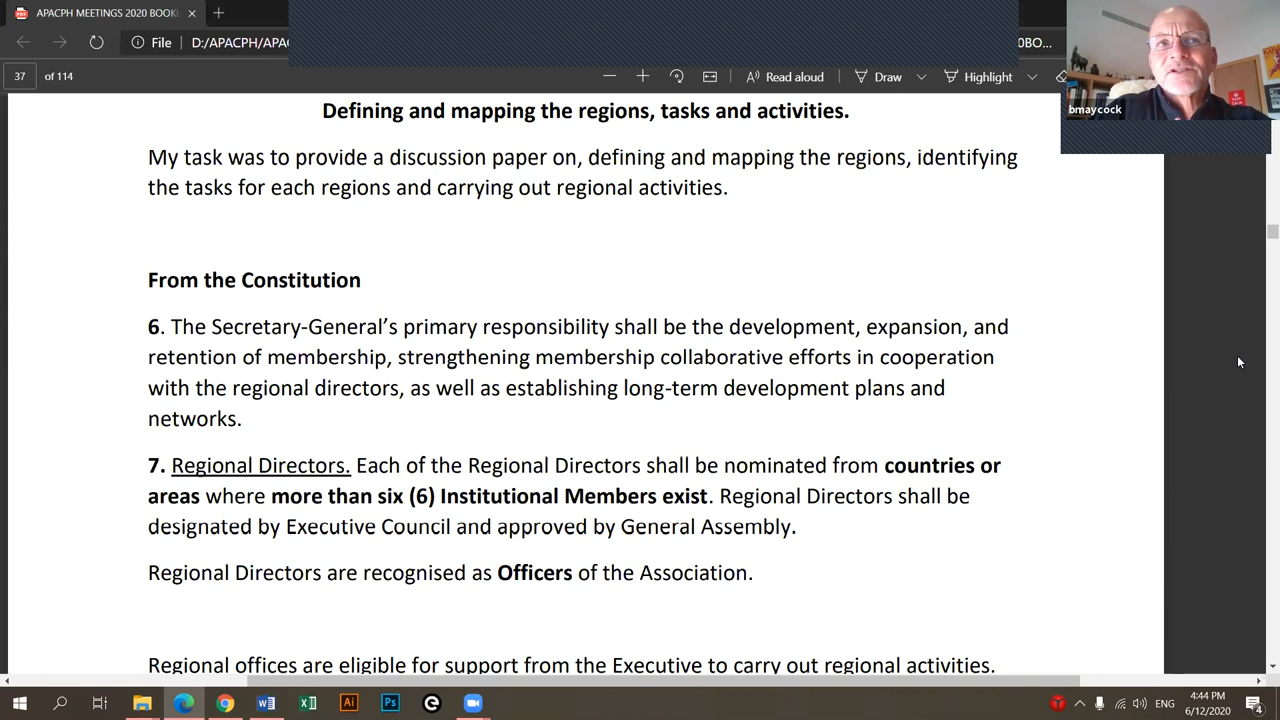 APACPH MEETINGS 2020 BOOKL
File
D:/APACPH/APAC
0BO...
37
of 114
Read aloud
Draw
Highlight
bmaycock
Defining and mapping the regions, tasks and activities.
My task was to provide a discussion paper on, defining and mapping the regions, identifying
the tasks for each regions and carrying out regional activities.
From the Constitution
6. The Secretary-General’s primary responsibility shall be the development, expansion, and
retention of membership, strengthening membership collaborative efforts in cooperation
with the regional directors, as well as establishing long-term development plans and
networks.
7. Regional Directors. Each of the Regional Directors shall be nominated from countries or
areas where more than six (6) Institutional Members exist. Regional Directors shall be
designated by Executive Council and approved by General Assembly.
Regional Directors are recognised as Officers of the Association.
Regional offices are eligible for support from the Executive to carry out regional activities.
Ai
Ps
ENG
4:44 PM
6/12/2020
4